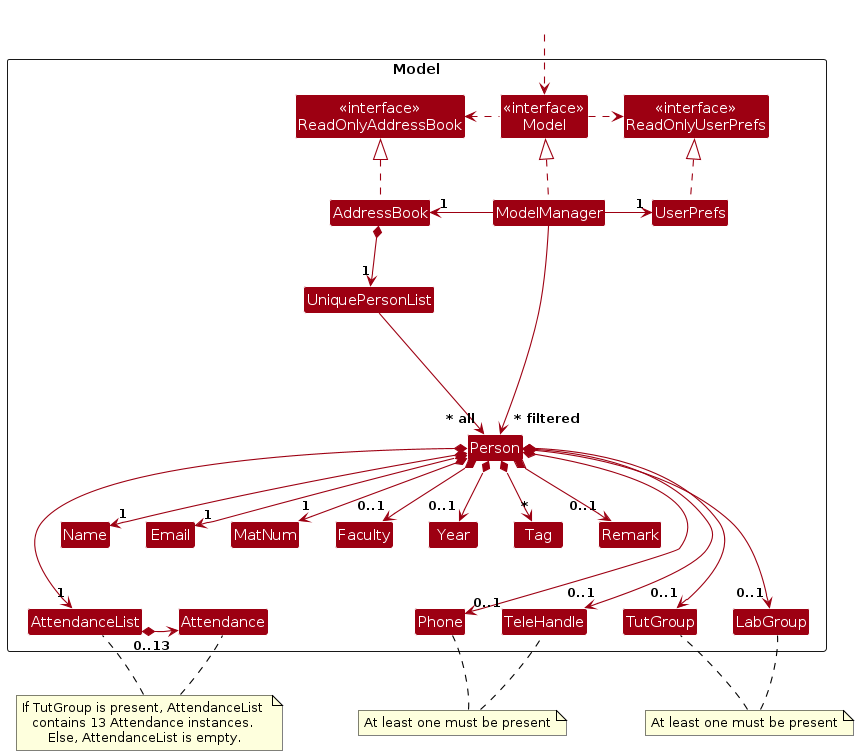 Model
«interface»
ReadOnlyAddressBook
«interface»
Model
«interface»
ReadOnlyUserPrefs
AddressBook
1
ModelManager
1
UserPrefs
1
UniquePersonList
* all
* filtered
Person
1
1
1
0..1
0..1
*
0..1
Name
Email
MatNum
Faculty
Year
Tag
Remark
1
0..1
0..1
0..1
0..1
AttendanceList
Attendance
Phone
TeleHandle
TutGroup
LabGroup
0..13
If TutGroup is present, AttendanceList
contains 13 Attendance instances.
Else, AttendanceList is empty.
At least one must be present
At least one must be present